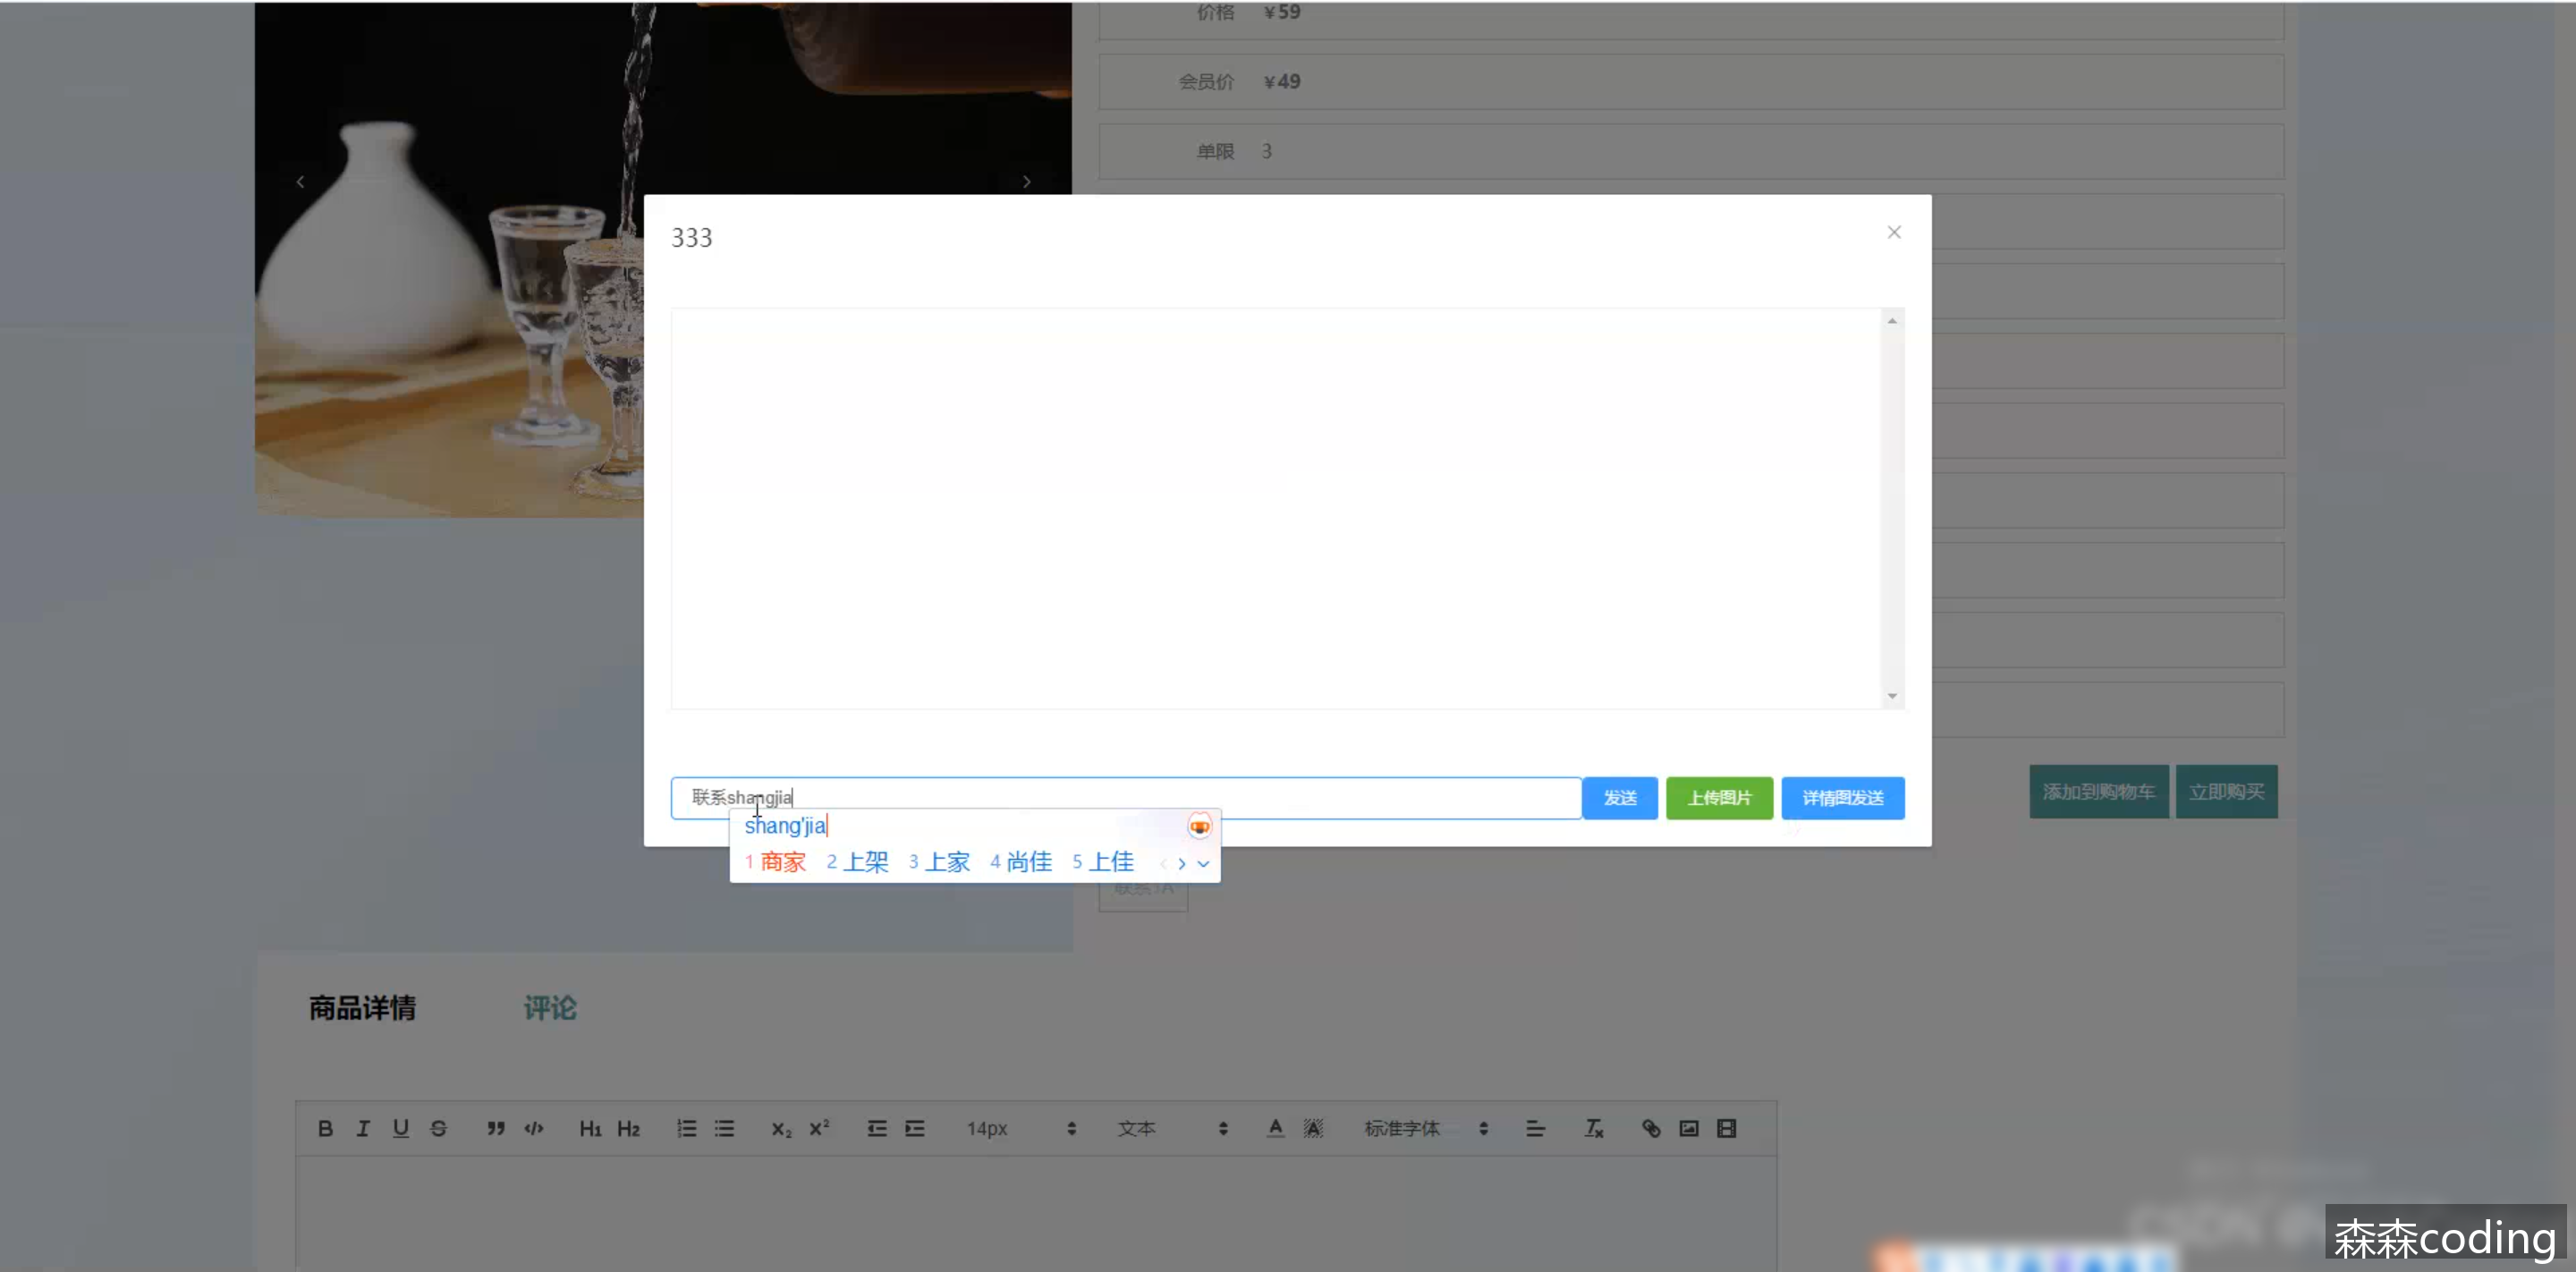 价格 ¥59
会员价 ¥49
单限 3
333
联系shangjia
发送
上传图片
详情图发送
添加到购物车
立即购买
shang'jia
1 商家 2 上架 3 上家 4 尚佳 5 上佳
联系TA
商品详情 评论
B I U S H1 H2 x2 x2 14px 文本 A A 标准字体 Tx
森森coding